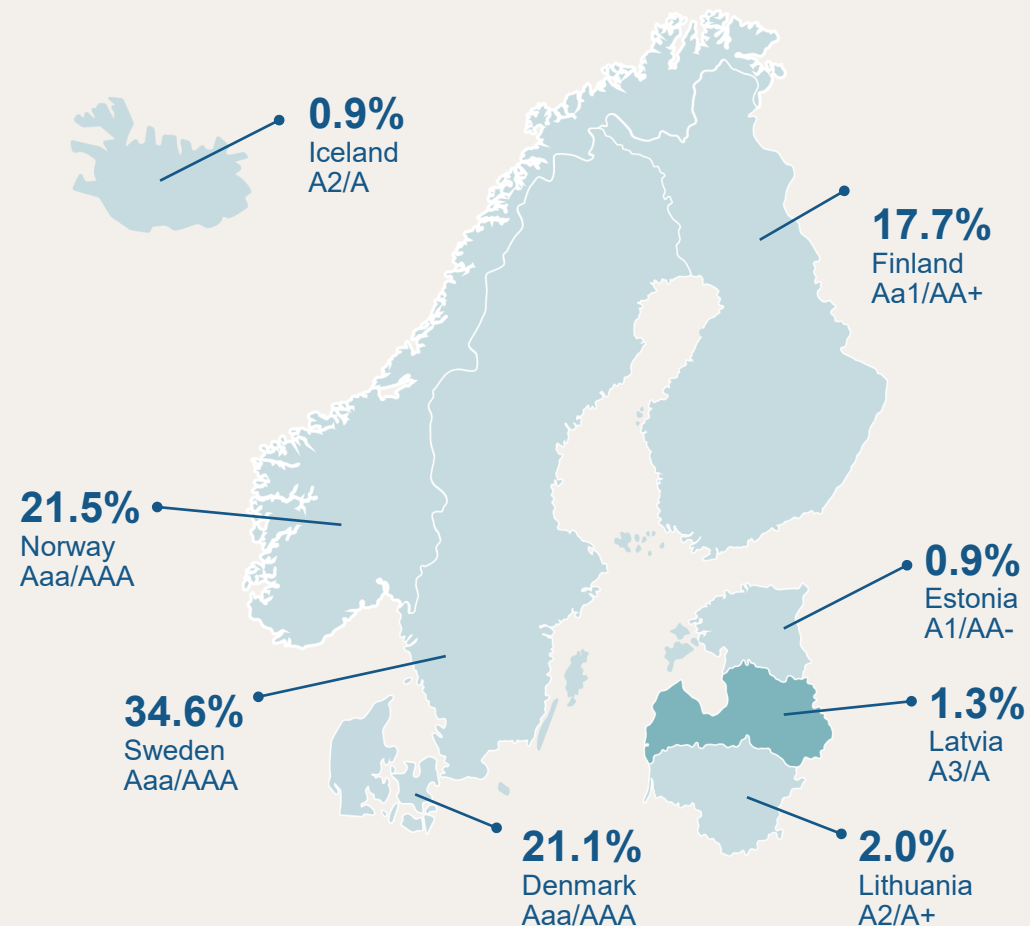 0.9%
Iceland
A2/A
17.7%
Finland
Aa1/AA+
21.5%
Norway
Aaa/AAA
0.9%
Estonia
A1/AA-
34.6%
Sweden
Aaa/AAA
1.3%
Latvia
A3/A
21.1%
Denmark
Aaa/AAA
2.0%
Lithuania
A2/A+